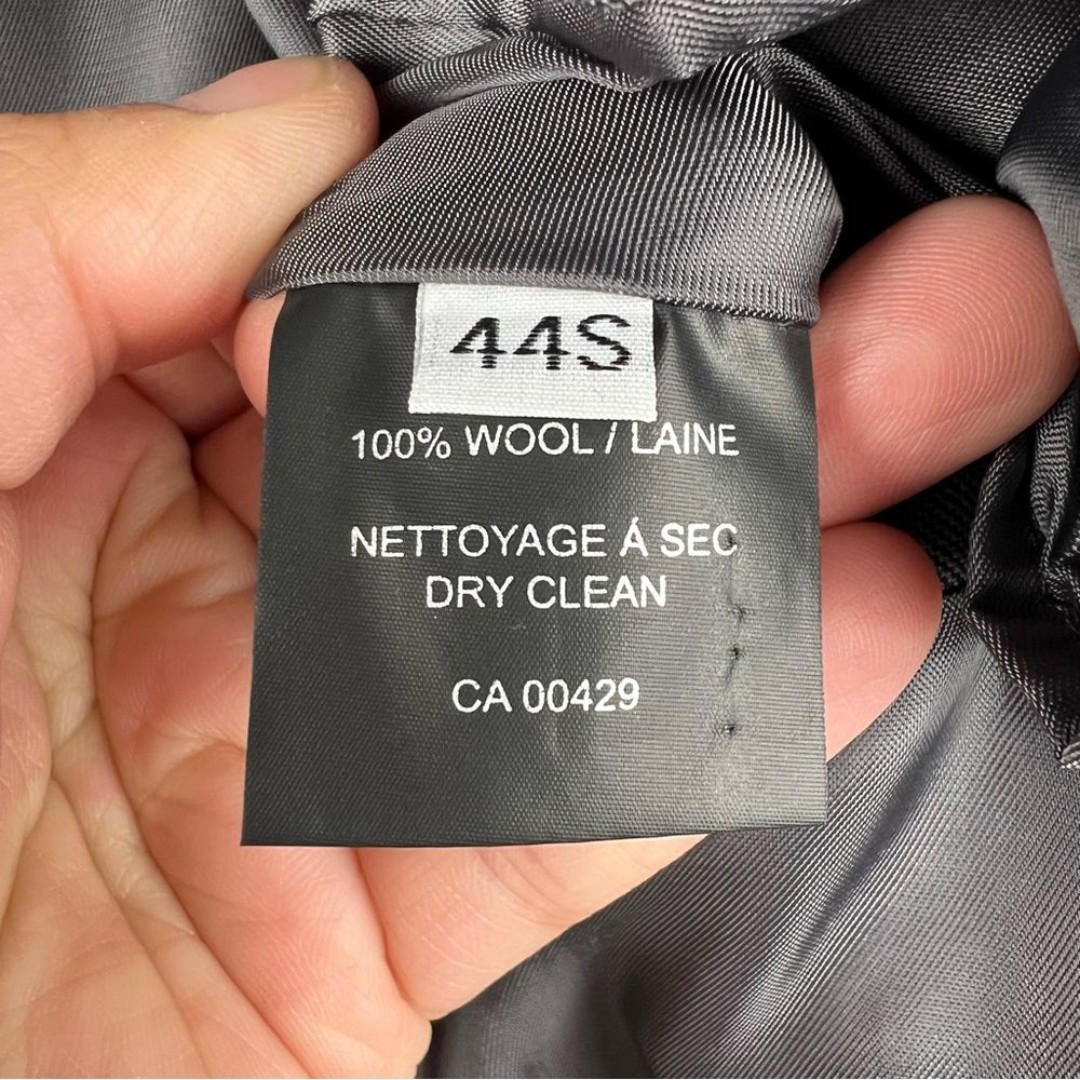 44S
100% WOOL / LAINE
NETTOYAGE Á SEC
DRY CLEAN
CA 00429